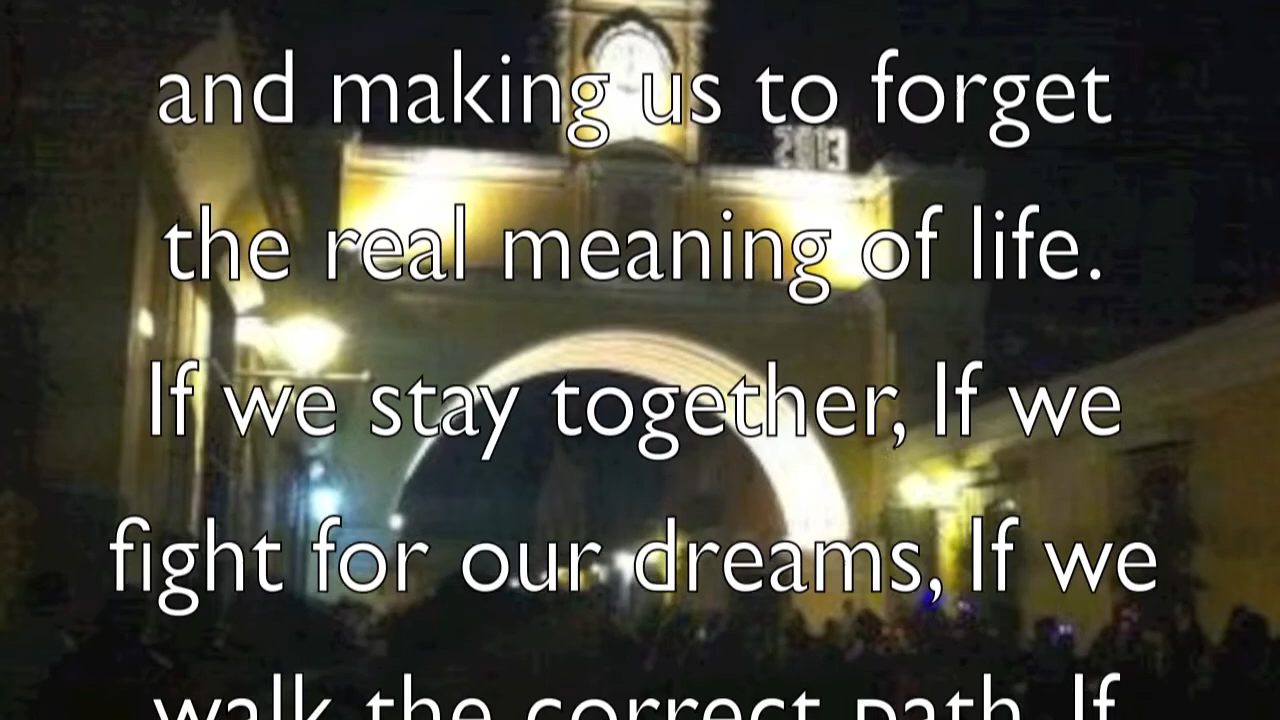 2013
and making us to forget
the real meaning of life.
If we stay together, If we
fight for our dreams, If we
walk the correct path, If